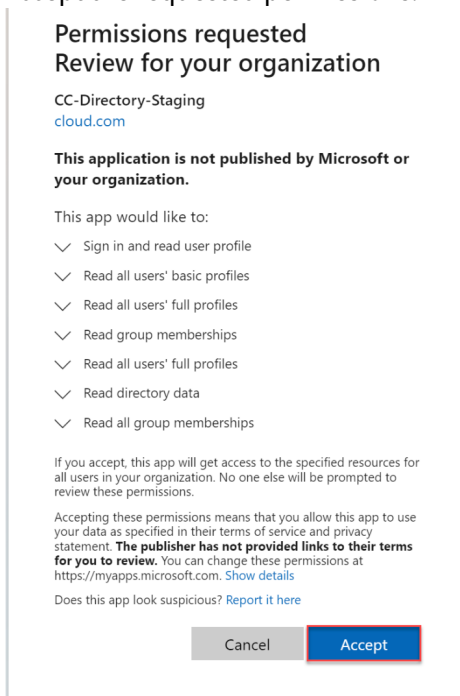 Permissions requested
Review for your organization
CC-Directory-Staging
cloud.com
This application is not published by Microsoft or
your organization.
This app would like to:
Sign in and read user profile
Read all users' basic profiles
Read all users' full profiles
Read group memberships
Read all users' full profiles
Read directory data
Read all group memberships
If you accept, this app will get access to the specified resources for
all users in your organization. No one else will be prompted to
review these permissions.
Accepting these permissions means that you allow this app to use
your data as specified in their terms of service and privacy
statement. The publisher has not provided links to their terms
for you to review. You can change these permissions at
https://myapps.microsoft.com. Show details
Does this app look suspicious? Report it here
Cancel Accept